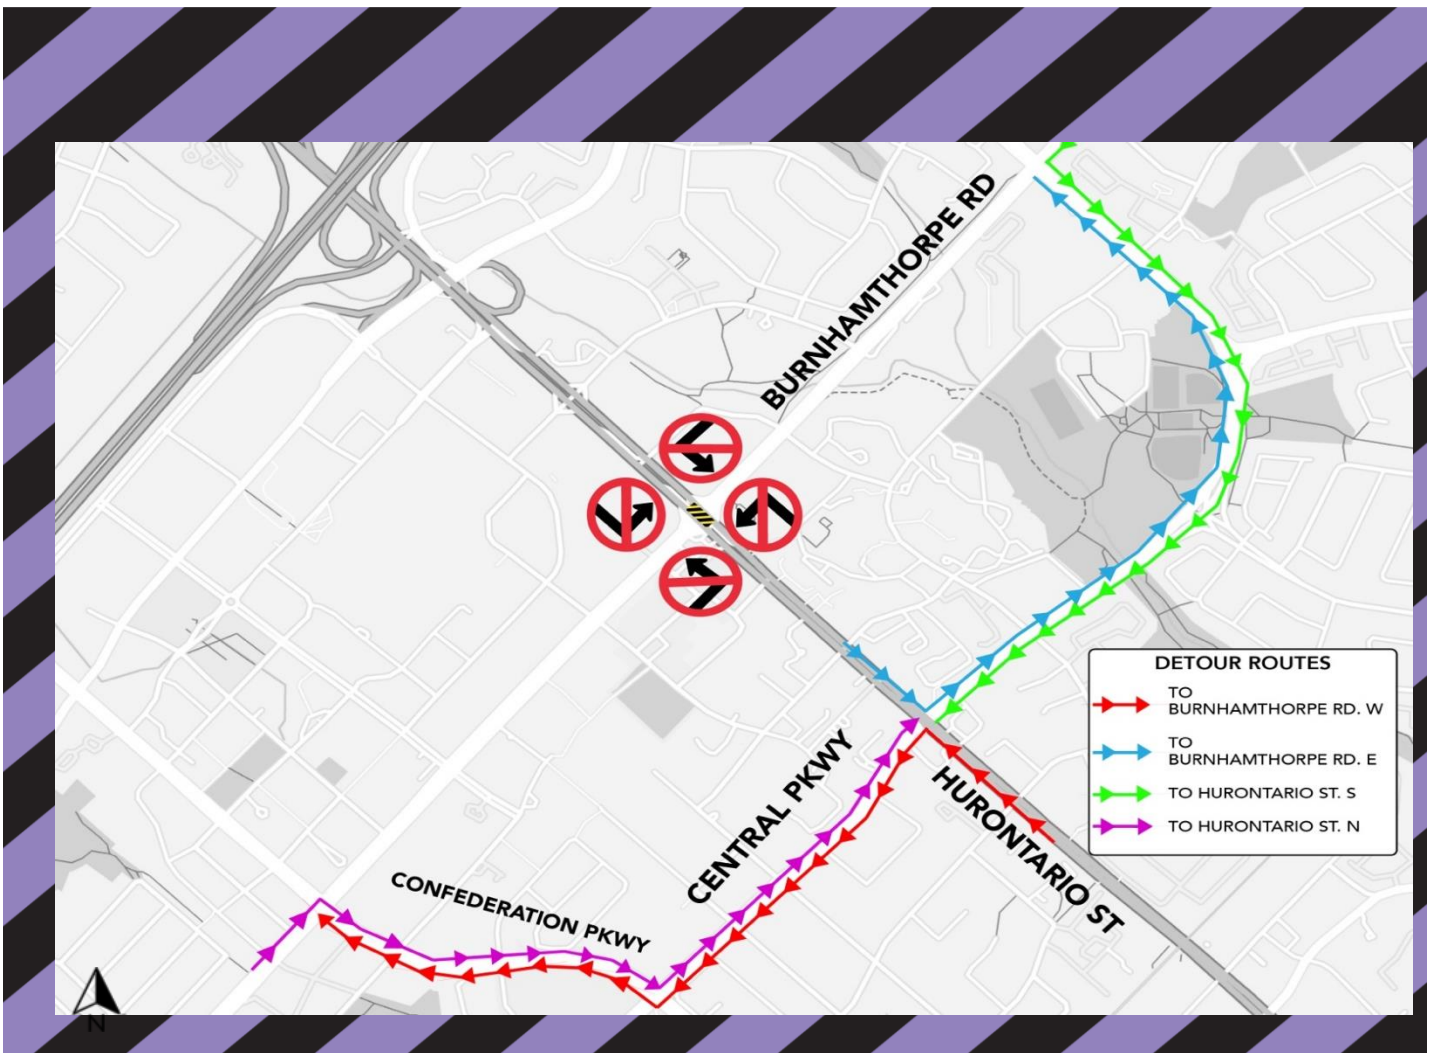 BURNHAMTHORPE RD
DETOUR ROUTES
TO
BURNHAMTHORPE RD. W
TO
BURNHAMTHORPE RD. E
TO HURONTARIO ST. S
TO HURONTARIO ST. N
CENTRAL PKWY
HURONTARIO ST
CONFEDERATION PKWY
N